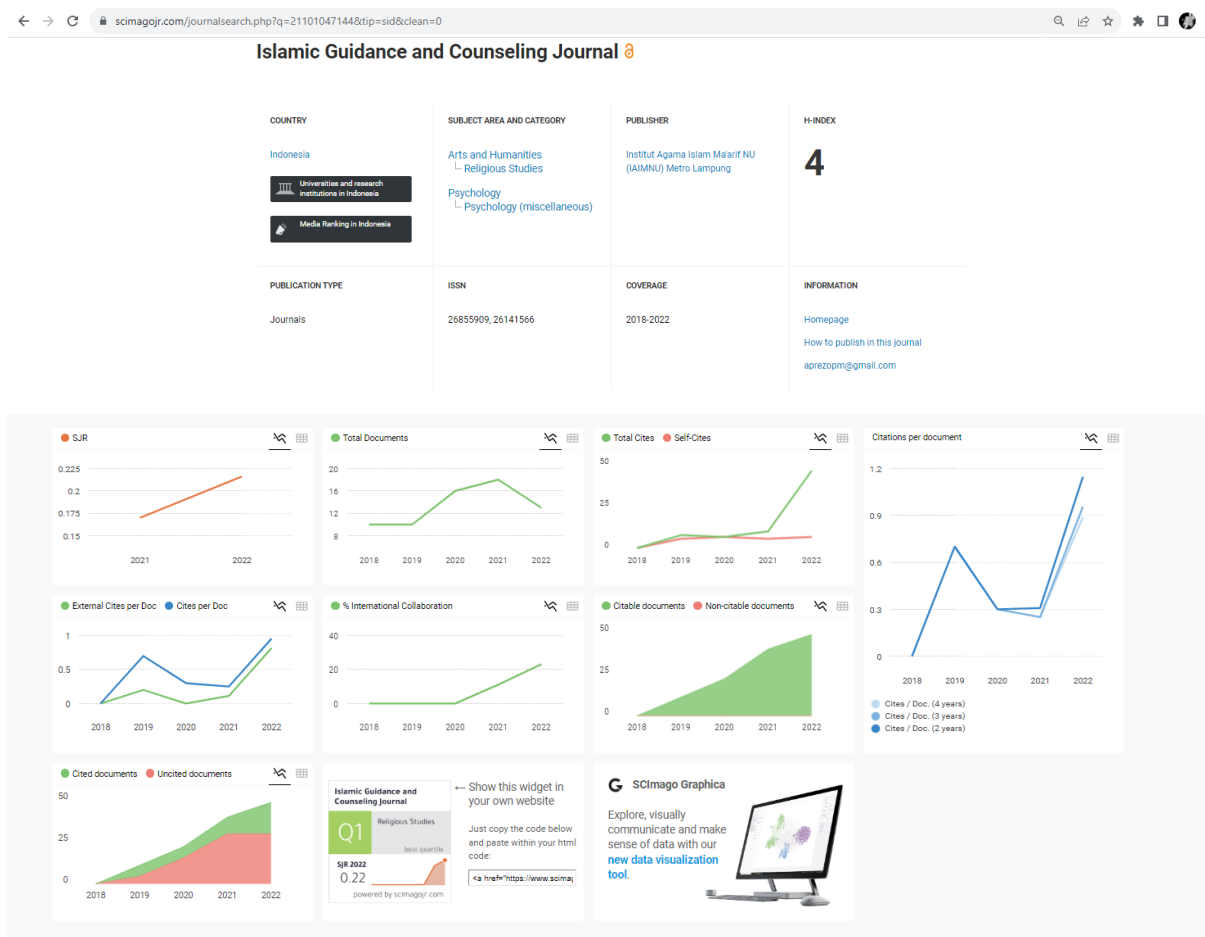 scimagojr.com/journalsearch.php?q=21101047144&tip=sid&clean=0
Islamic Guidance and Counseling Journal
COUNTRY
Indonesia
Universities and research
institutions in Indonesia
Media Ranking in Indonesia
SUBJECT AREA AND CATEGORY
Arts and Humanities
Religious Studies
Psychology
Psychology (miscellaneous)
PUBLISHER
Institut Agama Islam Ma'arif NU
(IAIMNU) Metro Lampung
H-INDEX
4
PUBLICATION TYPE
Journals
ISSN
26855909, 26141566
COVERAGE
2018-2022
INFORMATION
Homepage
How to publish in this journal
aprezopm@gmail.com
SJR
0.225
0.2
0.175
0.15
2021 2022
Total Documents
20
16
12
8
2018 2019 2020 2021 2022
Total Cites Self-Cites
50
25
0
2018 2019 2020 2021 2022
Citations per document
1.2
0.9
0.6
0.3
0
2018 2019 2020 2021 2022
Cites / Doc. (4 years)
Cites / Doc. (3 years)
Cites / Doc. (2 years)
External Cites per Doc Cites per Doc
1
0.5
0
2018 2019 2020 2021 2022
% International Collaboration
40
20
0
2018 2019 2020 2021 2022
Citable documents Non-citable documents
50
25
0
2018 2019 2020 2021 2022
Cited documents Uncited documents
50
25
0
2018 2019 2020 2021 2022
Islamic Guidance and
Counseling Journal
Q1
Religious Studies
best quartile
SJR 2022
0.22
powered by scimagojr.com
← Show this widget in
your own website
Just copy the code below
and paste within your html
code:
<a href="https://www.scimag
SCImago Graphica
Explore, visually
communicate and make
sense of data with our
new data visualization
tool.